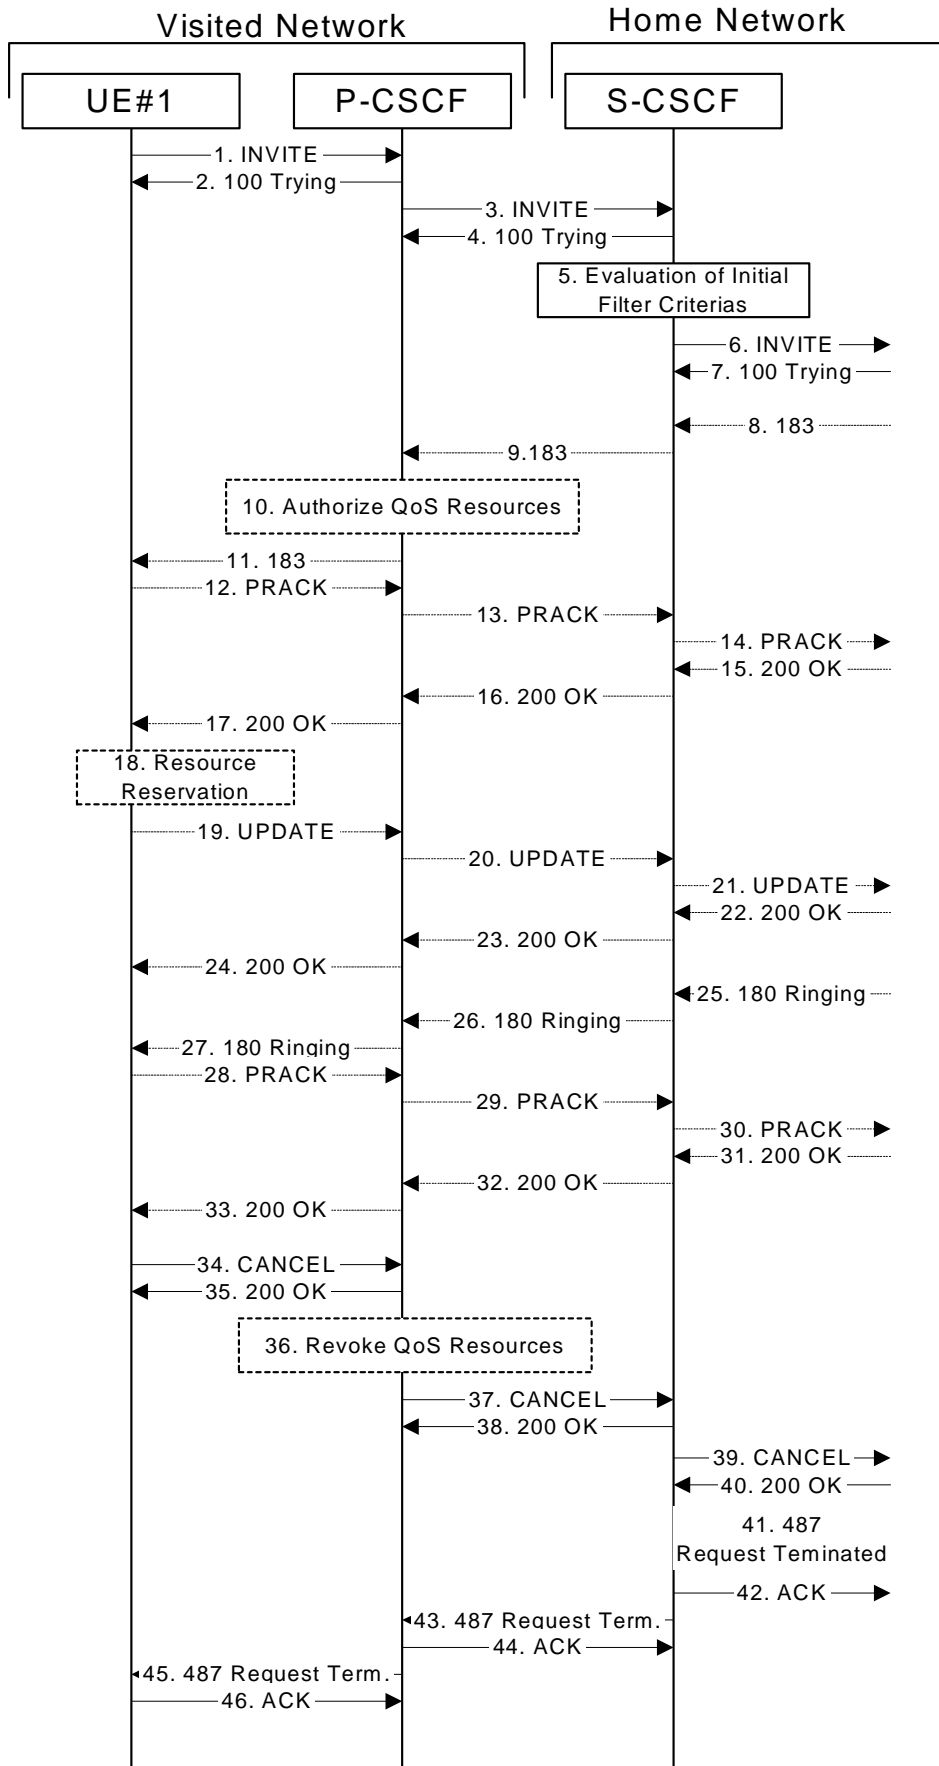 Visited Network
Home Network
UE#1
P-CSCF
S-CSCF
1. INVITE
2. 100 Trying
3. INVITE
4. 100 Trying
5. Evaluation of Initial
Filter Criterias
6. INVITE
7. 100 Trying
8. 183
9.183
10. Authorize QoS Resources
11. 183
12. PRACK
13. PRACK
14. PRACK
15. 200 OK
16. 200 OK
17. 200 OK
18. Resource
Reservation
19. UPDATE
20. UPDATE
21. UPDATE
22. 200 OK
23. 200 OK
24. 200 OK
25. 180 Ringing
26. 180 Ringing
27. 180 Ringing
28. PRACK
29. PRACK
30. PRACK
31. 200 OK
32. 200 OK
33. 200 OK
34. CANCEL
35. 200 OK
36. Revoke QoS Resources
37. CANCEL
38. 200 OK
39. CANCEL
40. 200 OK
41. 487
Request Teminated
42. ACK
43. 487 Request Term.
44. ACK
45. 487 Request Term.
46. ACK